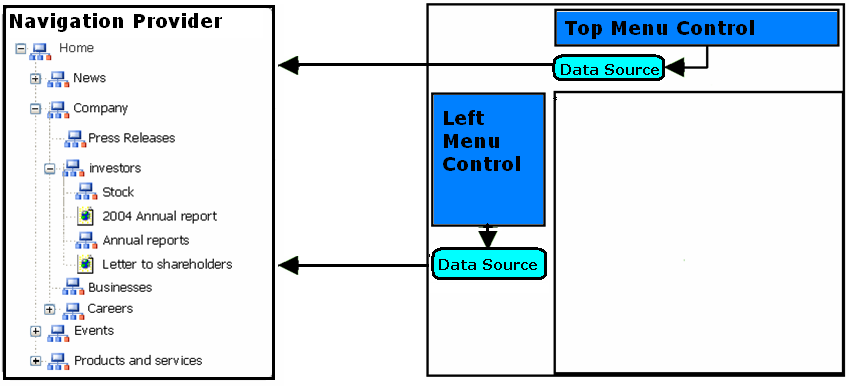 Navigation Provider
Home
News
Company
Press Releases
investors
Stock
2004 Annual report
Annual reports
Letter to shareholders
Businesses
Careers
Events
Products and services
Top Menu Control
Data Source
Left
Menu
Control
Data Source